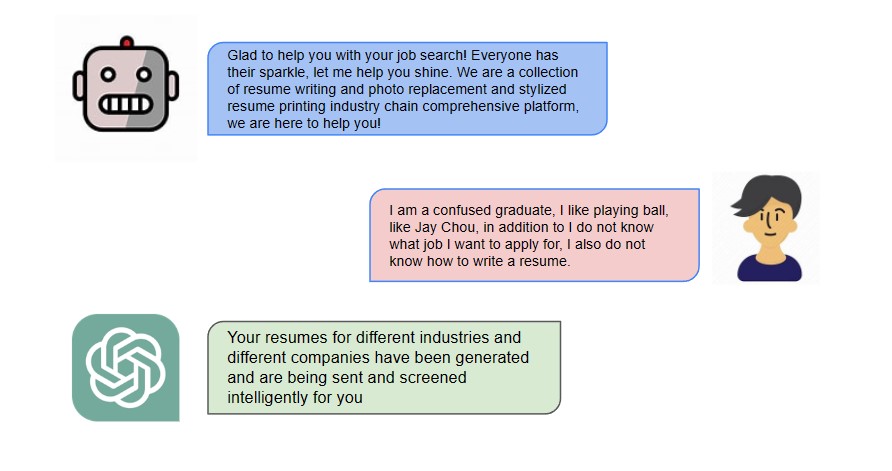 Glad to help you with your job search! Everyone has
their sparkle, let me help you shine. We are a collection
of resume writing and photo replacement and stylized
resume printing industry chain comprehensive platform,
we are here to help you!
I am a confused graduate, I like playing ball,
like Jay Chou, in addition to I do not know
what job I want to apply for, I also do not
know how to write a resume.
Your resumes for different industries and
different companies have been generated
and are being sent and screened
intelligently for you